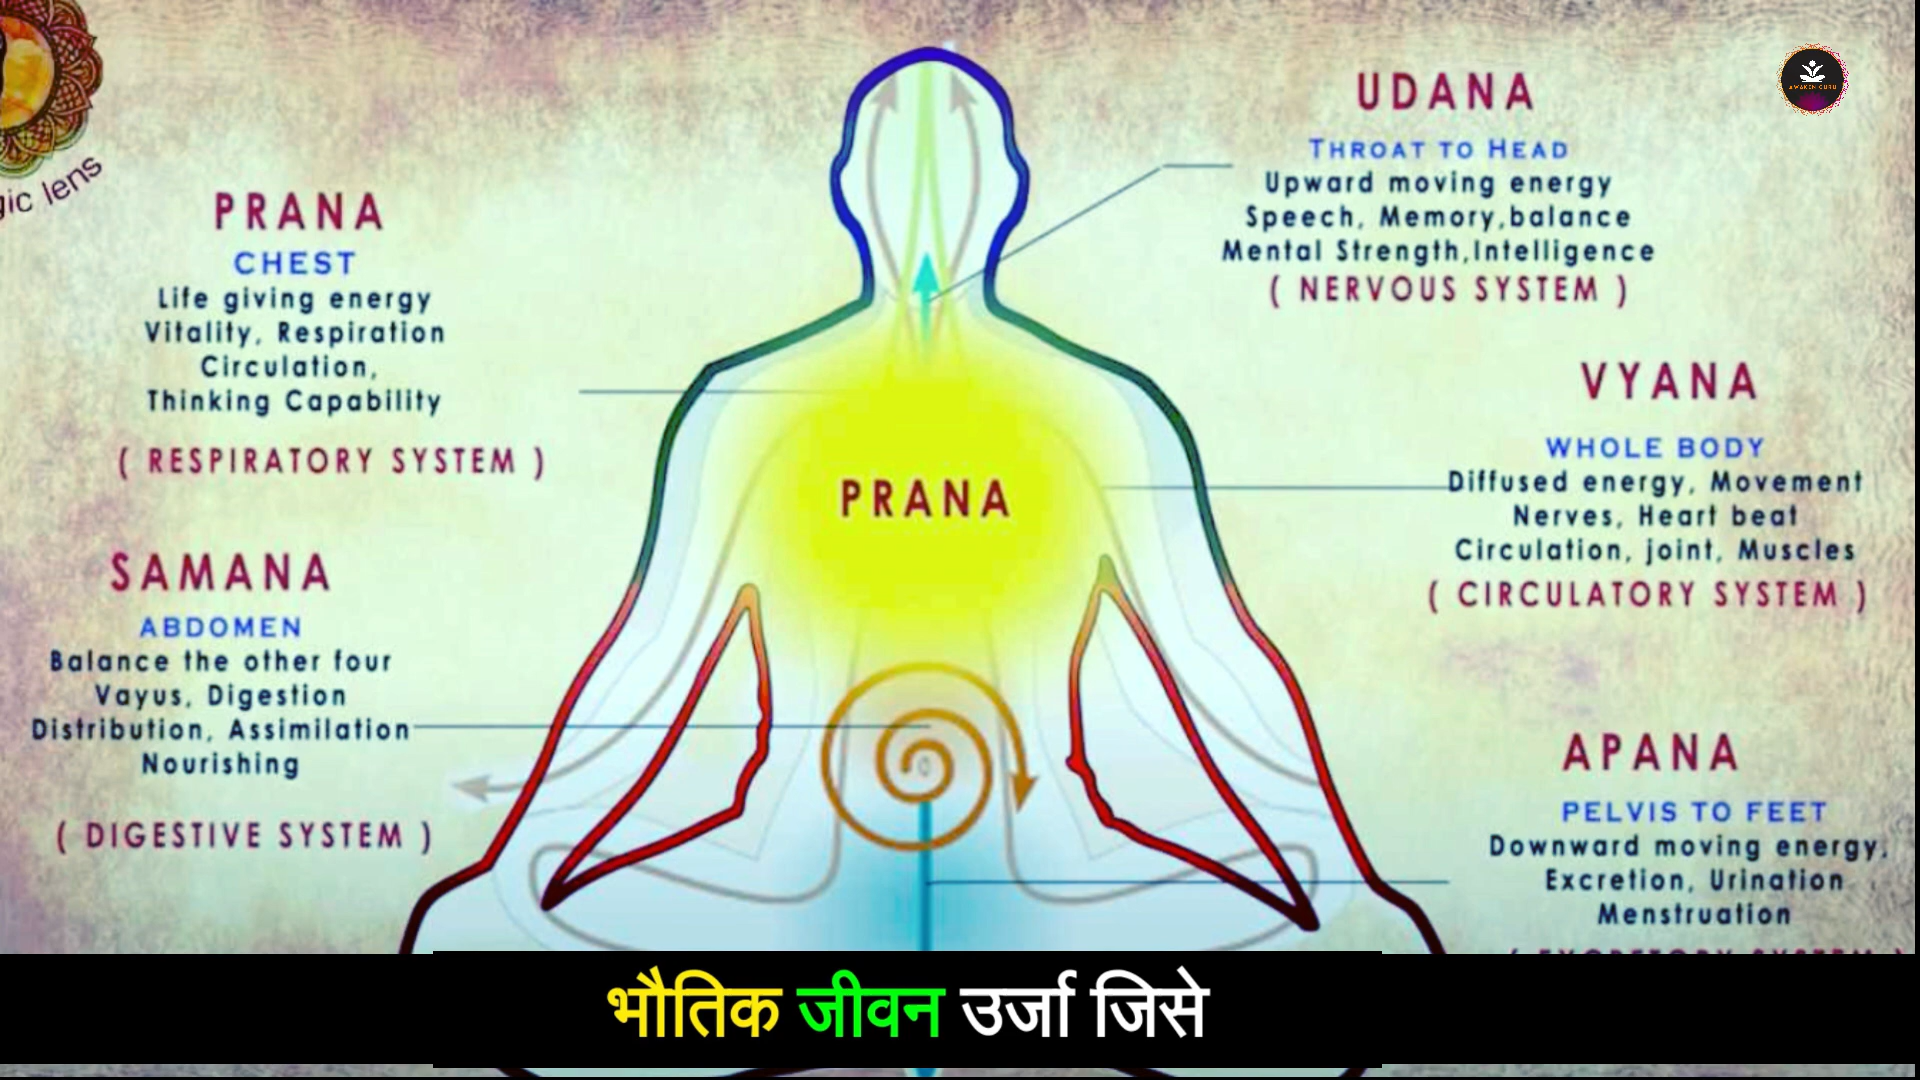 gic lens
AWAKEN GURU
PRANA
CHEST
Life giving energy
Vitality, Respiration
Circulation,
Thinking Capability
( RESPIRATORY SYSTEM )
SAMANA
ABDOMEN
Balance the other four
Vayus, Digestion
Distribution, Assimilation
Nourishing
( DIGESTIVE SYSTEM )
PRANA
UDANA
THROAT TO HEAD
Upward moving energy
Speech, Memory,balance
Mental Strength,Intelligence
( NERVOUS SYSTEM )
VYANA
WHOLE BODY
Diffused energy, Movement
Nerves, Heart beat
Circulation, joint, Muscles
( CIRCULATORY SYSTEM )
APANA
PELVIS TO FEET
Downward moving energy,
Excretion, Urination
Menstruation
भौतिक जीवन उर्जा जिसे